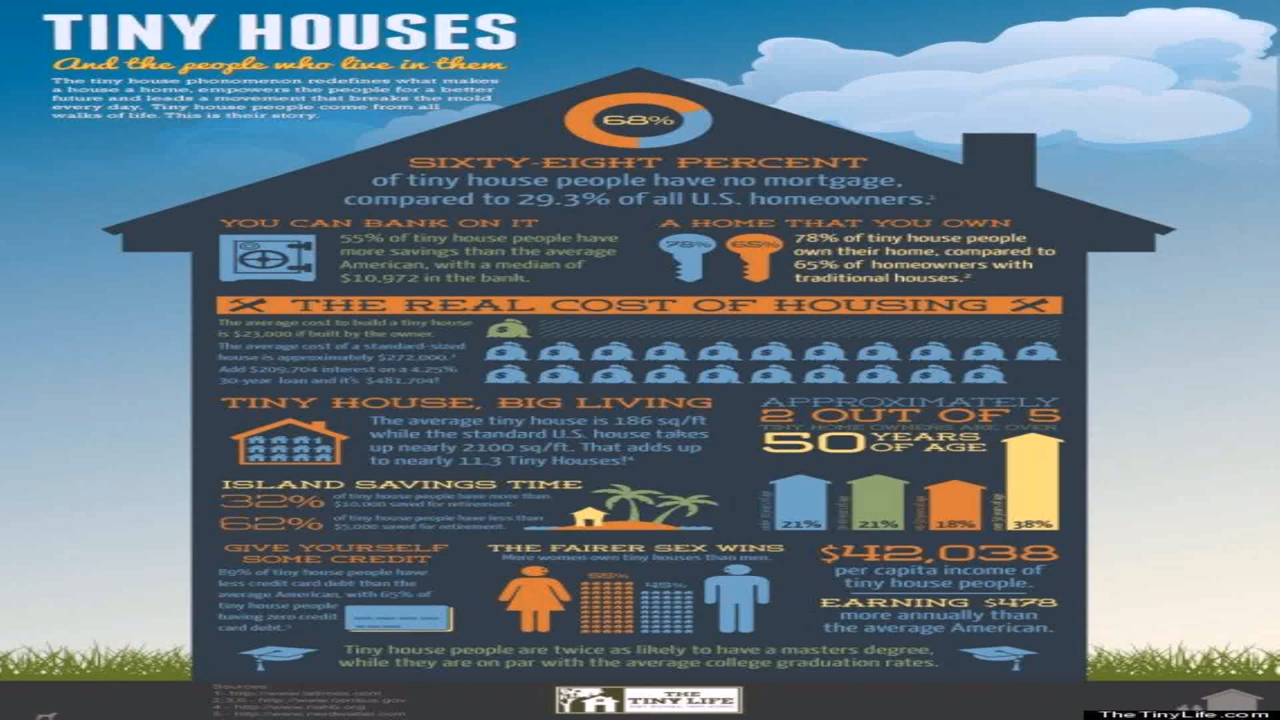 TINY HOUSES
And the people who live in them
The tiny house phonomenon redefines what makes
a house a home, empowers the people for a better
future and leads a movement that breaks the mold
every day. Tiny house people come from all
walks of life. This is their story.
68%
SIXTY-EIGHT PERCENT
of tiny house people have no mortgage,
compared to 29.3% of all U.S. homeowners.¹
YOU CAN BANK ON IT
55% of tiny house people have
more savings than the average
American, with a median of
$10,972 in the bank.
A HOME THAT YOU OWN
78%
65%
78% of tiny house people
own their home, compared to
65% of homeowners with
traditional houses.²
THE REAL COST OF HOUSING
The average cost to build a tiny house
is $23,000 if built by the owner.
The average cost of a standard-sized
house is approximately $272,000.³
Add $209,704 interest on a 4.25%
30-year loan and it's $481,704!
TINY HOUSE, BIG LIVING
The average tiny house is 186 sq/ft
while the standard U.S. house takes
up nearly 2100 sq/ft. That adds up
to nearly 11.3 Tiny Houses!⁴
APPROXIMATELY
2 OUT OF 5
TINY HOME OWNERS ARE OVER
50 YEARS
OF AGE
21%
21%
18%
38%
ISLAND SAVINGS TIME
32% of tiny house people have more than
$10,000 saved for retirement.
62% of tiny house people have less than
$5,000 saved for retirement.
GIVE YOURSELF
SOME CREDIT
89% of tiny house people have
less credit card debt than the
average American, with 65% of
tiny house people
having zero credit
card debt.⁵
THE FAIRER SEX WINS
More women own tiny houses than men.
55%
45%
$42,038
per capita income of
tiny house people.
EARNING $478
more annually than
the average American.
Tiny house people are twice as likely to have a masters degree,
while they are on par with the average college graduation rates.
Sources
THE
TINY LIFE
TheTinyLife.com